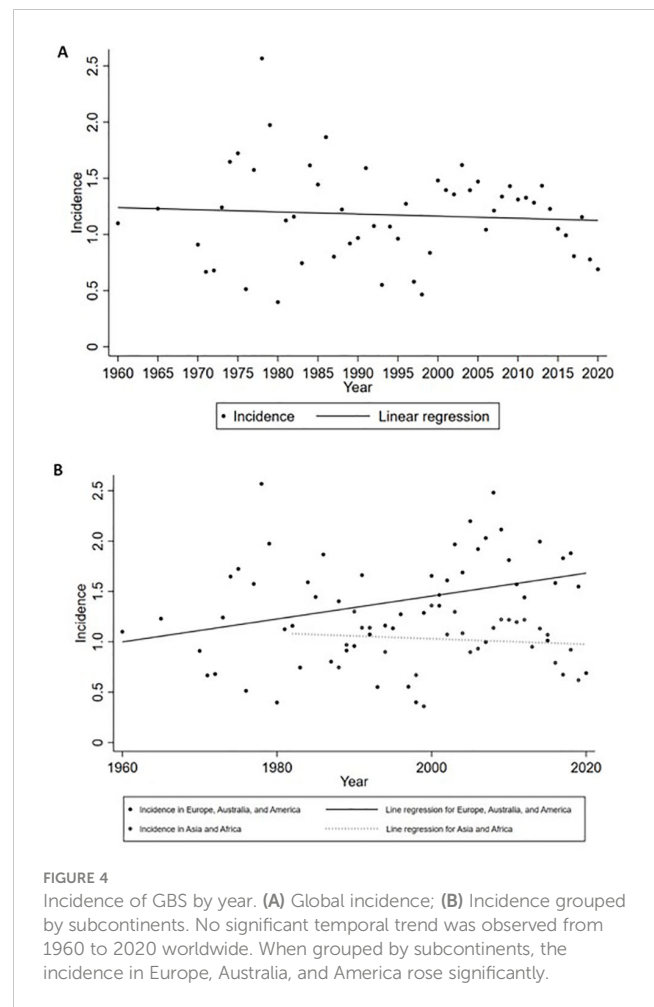 A
2.5
2.0
1.5
1.0
0.5
0
Incidence
1960 1965 1970 1975 1980 1985 1990 1995 2000 2005 2010 2015 2020
Year
Incidence Linear regression
B
2.5
2.0
1.5
1.0
0.5
0
Incidence
1960 1980 2000 2020
Year
Incidence in Europe, Australia, and America Line regression for Europe, Australia, and America
Incidence in Asia and Africa Line regression for Asia and Africa
FIGURE 4
Incidence of GBS by year. (A) Global incidence; (B) Incidence grouped
by subcontinents. No significant temporal trend was observed from
1960 to 2020 worldwide. When grouped by subcontinents, the
incidence in Europe, Australia, and America rose significantly.